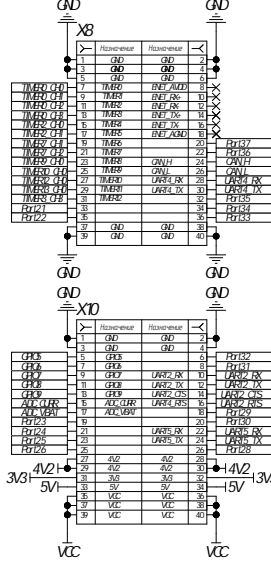 GND GND
X8
Назначение Назначение
1 GND GND 2
3 GND GND 4
5 GND GND 6
TIMER0_CH0 7 TIMER0 ENET_AVDD 8
TIMER0_CH1 9 TIMER1 ENET_RX+ 10
TIMER0_CH2 11 TIMER2 ENET_RX- 12
TIMER0_CH3 13 TIMER3 ENET_TX+ 14
15 TIMER4 ENET_TX- 16
17 TIMER5 ENET_AGND 18
19 TIMER6 20 Port37
21 TIMER7 22 Port36
TIMER8_CH0 23 TIMER8 CAN_H 24 CAN_H
TIMER10_CH0 25 TIMER9 CAN_L 26 CAN_L
TIMER12_CH0 27 TIMER10 UART4_RX 28 UART4_RX
TIMER13_CH0 29 TIMER11 UART4_TX 30 UART4_TX
TIMER3_CH3 31 TIMER12 32 Port35
Port21 33 34 Port34
Port22 35 36 Port33
37 GND GND 38
39 GND GND 40
GND GND
GND GND
X10
Назначение Назначение
1 GND GND 2
3 GND GND 4
GPIO5 5 GPIO5 6 Port32
GPIO6 7 GPIO6 8 Port31
GPIO7 9 GPIO7 UART2_RX 10 UART2_RX
GPIO8 11 GPIO8 UART2_TX 12 UART2_TX
GPIO9 13 GPIO9 UART2_CTS 14 UART2_CTS
ADC_CURR 15 ADC_CURR UART2_RTS 16 UART2_RTS
ADC_VBAT 17 ADC_VBAT 18 Port29
Port23 19 20 Port30
Port24 21 UART5_RX 22 UART5_RX
Port25 23 UART5_TX 24 UART5_TX
Port26 25 26 Port28
27 4V2 4V2 28
4V2 29 4V2 4V2 30 4V2
3V3 31 3V3 3V3 32 3V3
5V 33 5V 5V 34 5V
35 VCC VCC 36
37 VCC VCC 38
39 VCC VCC 40
VCC VCC